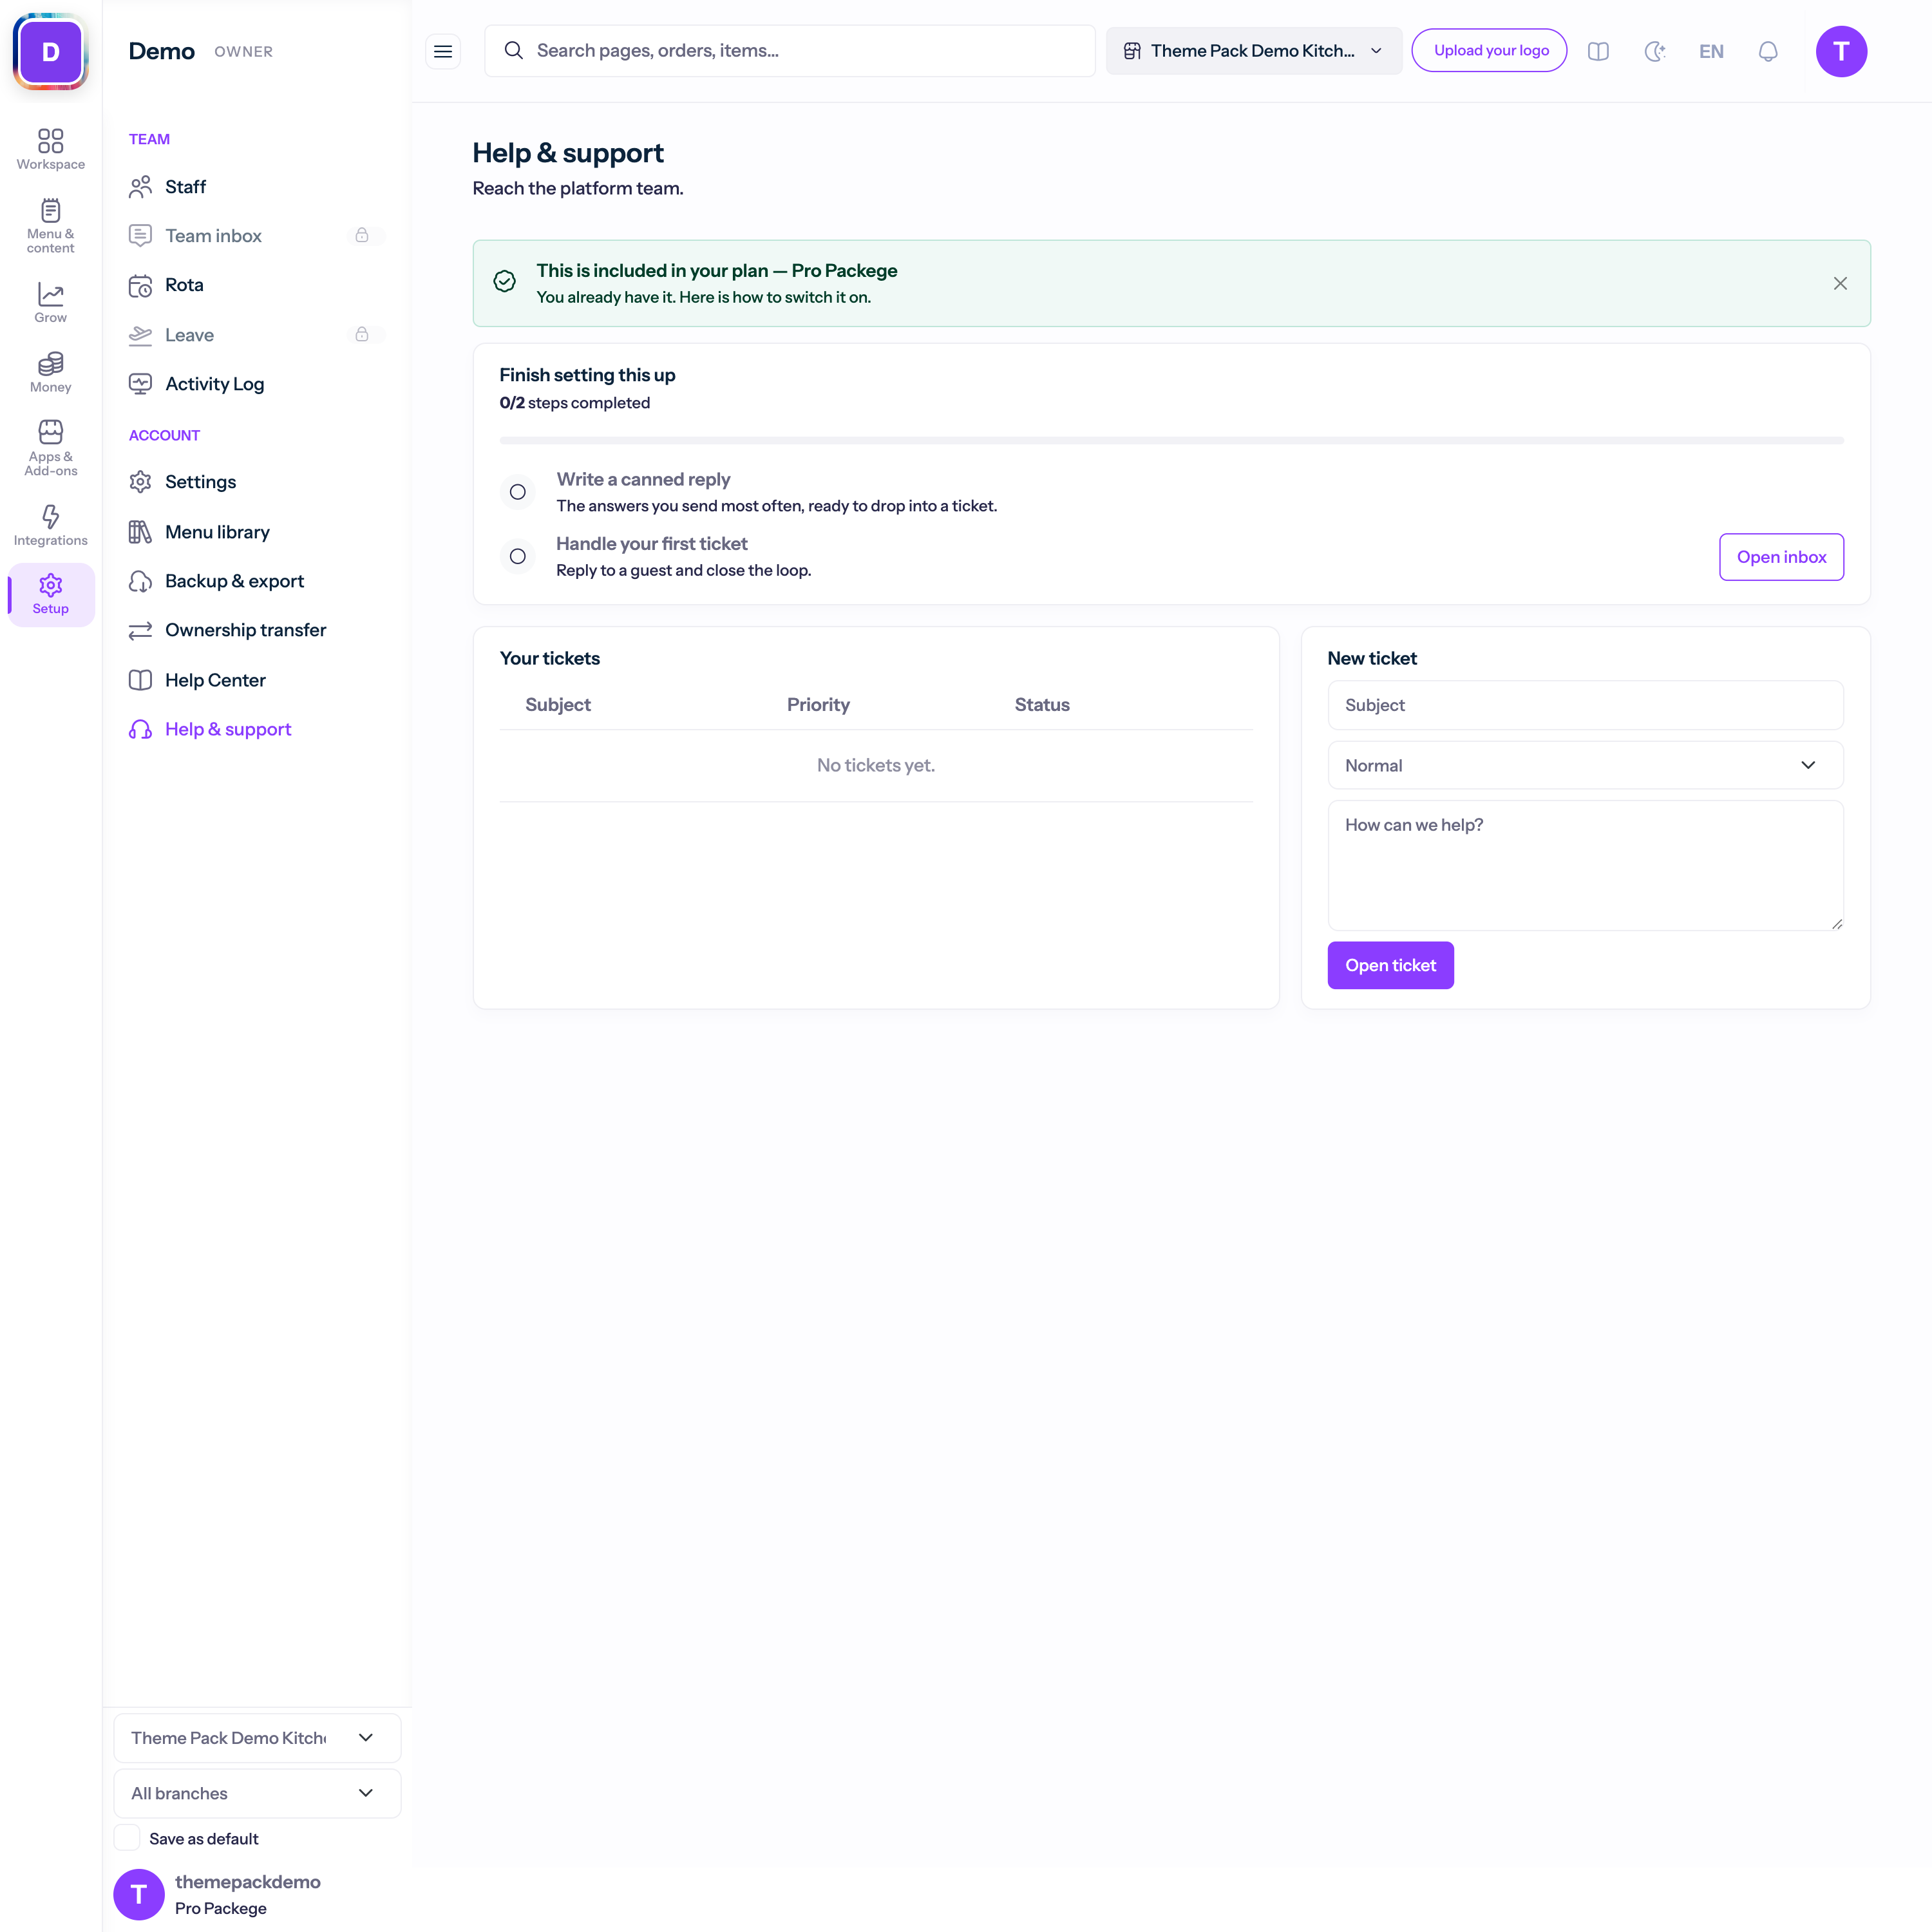 D
Workspace
Menu &
content
Grow
Money
Apps &
Add-ons
Integrations
Setup
Demo OWNER
TEAM
Staff
Team inbox
Rota
Leave
Activity Log
ACCOUNT
Settings
Menu library
Backup & export
Ownership transfer
Help Center
Help & support
Theme Pack Demo Kitch
All branches
Save as default
T
themepackdemo
Pro Packege
Search pages, orders, items...
Theme Pack Demo Kitch...
Upload your logo
EN
T
Help & support
Reach the platform team.
This is included in your plan — Pro Packege
You already have it. Here is how to switch it on.
Finish setting this up
0/2 steps completed
Write a canned reply
The answers you send most often, ready to drop into a ticket.
Handle your first ticket
Reply to a guest and close the loop.
Open inbox
Your tickets
Subject Priority Status
No tickets yet.
New ticket
Subject
Normal
How can we help?
Open ticket